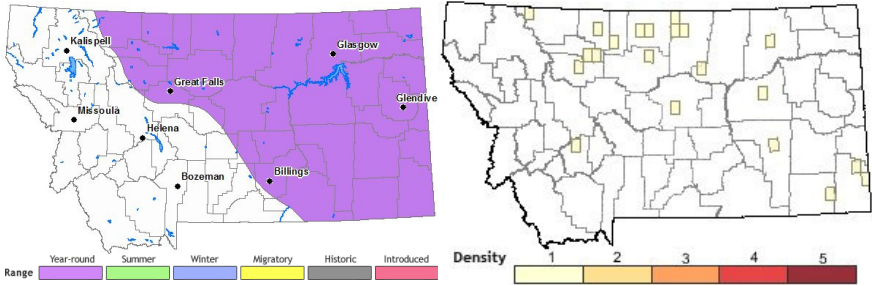 Kalispell
Glasgow
Great Falls
Glendive
Missoula
Helena
Bozeman
Billings
Range Year-round Summer Winter Migratory Historic Introduced
Density 1 2 3 4 5